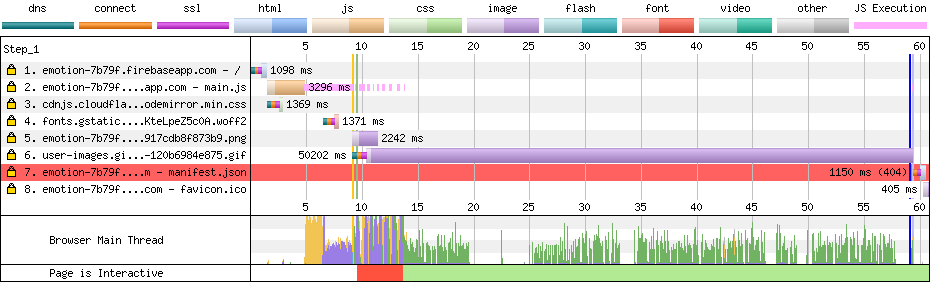 dns connect ssl html js css image flash font video other JS Execution
Step_1 5 10 15 20 25 30 35 40 45 50 55 60
1. emotion-7b79f.firebaseapp.com - / 1098 ms
2. emotion-7b79f....app.com - main.js 3296 ms
3. cdnjs.cloudfla...odemirror.min.css 1369 ms
4. fonts.gstatic....KteLpeZ5cOA.woff2 1371 ms
5. emotion-7b79f....917cdb8f873b9.png 2242 ms
6. user-images.gi...-120b6984e875.gif 50202 ms
7. emotion-7b79f....m - manifest.json 1150 ms (404)
8. emotion-7b79f....com - favicon.ico 405 ms
5 10 15 20 25 30 35 40 45 50 55 60
Browser Main Thread
Page is Interactive